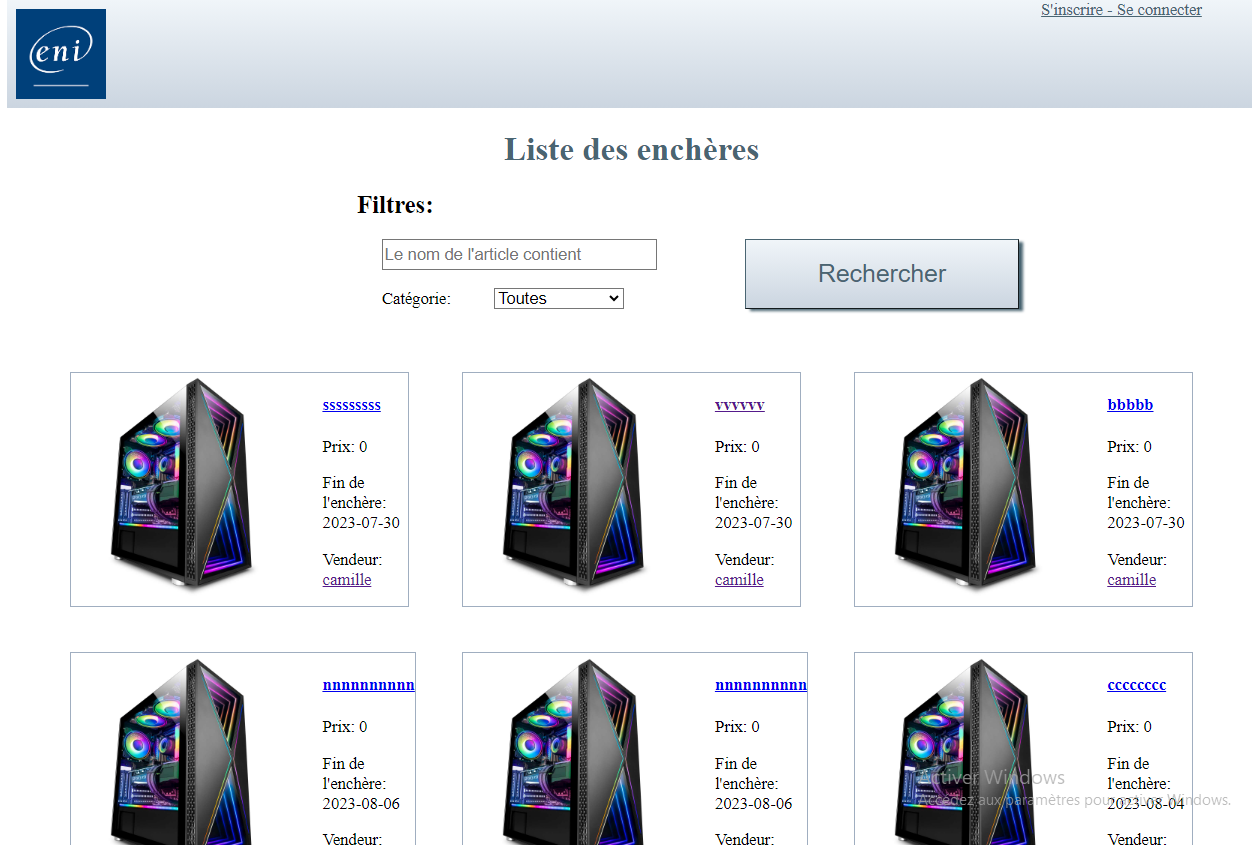 eni
S'inscrire - Se connecter
Liste des enchères
Filtres:
Le nom de l'article contient
Rechercher
Catégorie:
Toutes
sssssssss
Prix: 0
Fin de
l'enchère:
2023-07-30
Vendeur:
camille
vvvvvv
Prix: 0
Fin de
l'enchère:
2023-07-30
Vendeur:
camille
bbbbb
Prix: 0
Fin de
l'enchère:
2023-07-30
Vendeur:
camille
nnnnnnnnnn
Prix: 0
Fin de
l'enchère:
2023-08-06
Vendeur:
nnnnnnnnnn
Prix: 0
Fin de
l'enchère:
2023-08-06
Vendeur:
cccccccc
Prix: 0
Fin de
l'enchère:
2023-08-04
Vendeur:
Activer Windows
Accédez aux paramètres pour activer Windows.